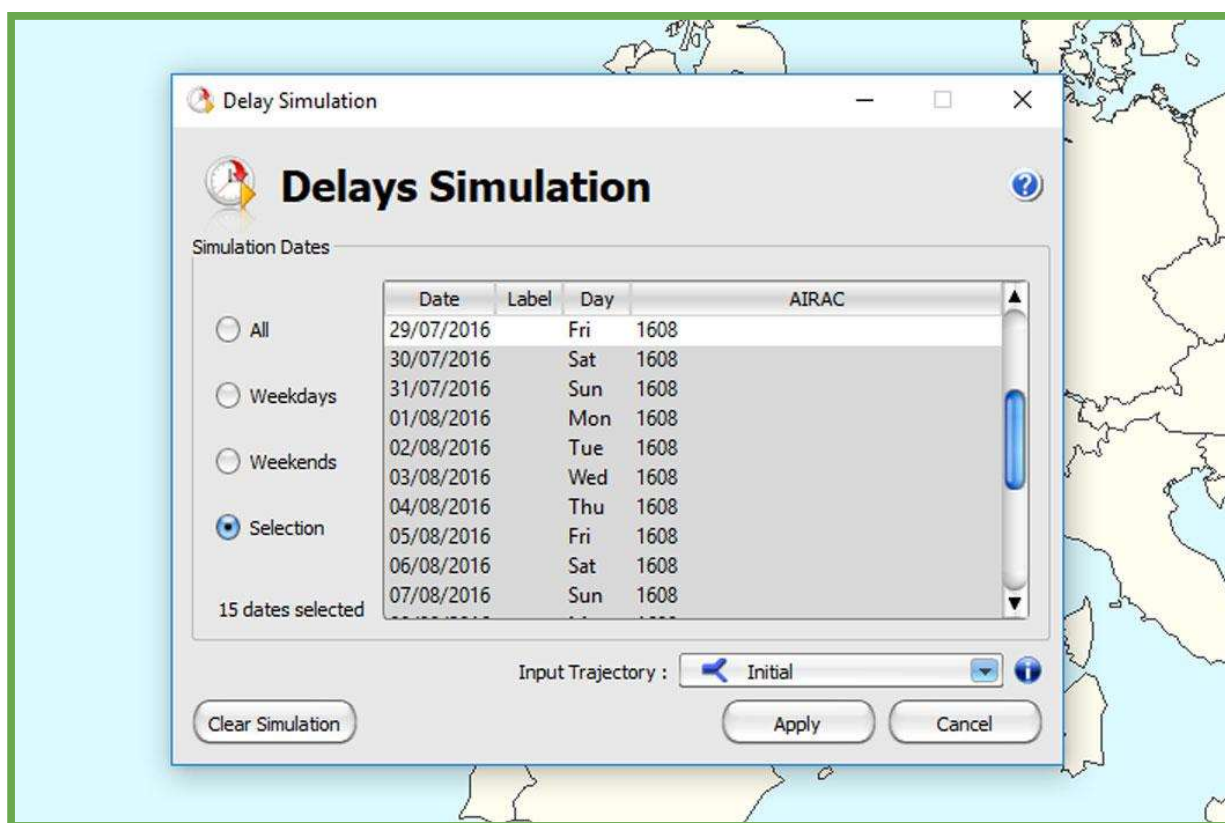 Delay Simulation
Delays Simulation
Simulation Dates
Date Label Day AIRAC
All
29/07/2016 Fri 1608
30/07/2016 Sat 1608
31/07/2016 Sun 1608
Weekdays
01/08/2016 Mon 1608
02/08/2016 Tue 1608
Weekends
03/08/2016 Wed 1608
04/08/2016 Thu 1608
Selection
05/08/2016 Fri 1608
06/08/2016 Sat 1608
07/08/2016 Sun 1608
15 dates selected
Input Trajectory : Initial
Clear Simulation Apply Cancel